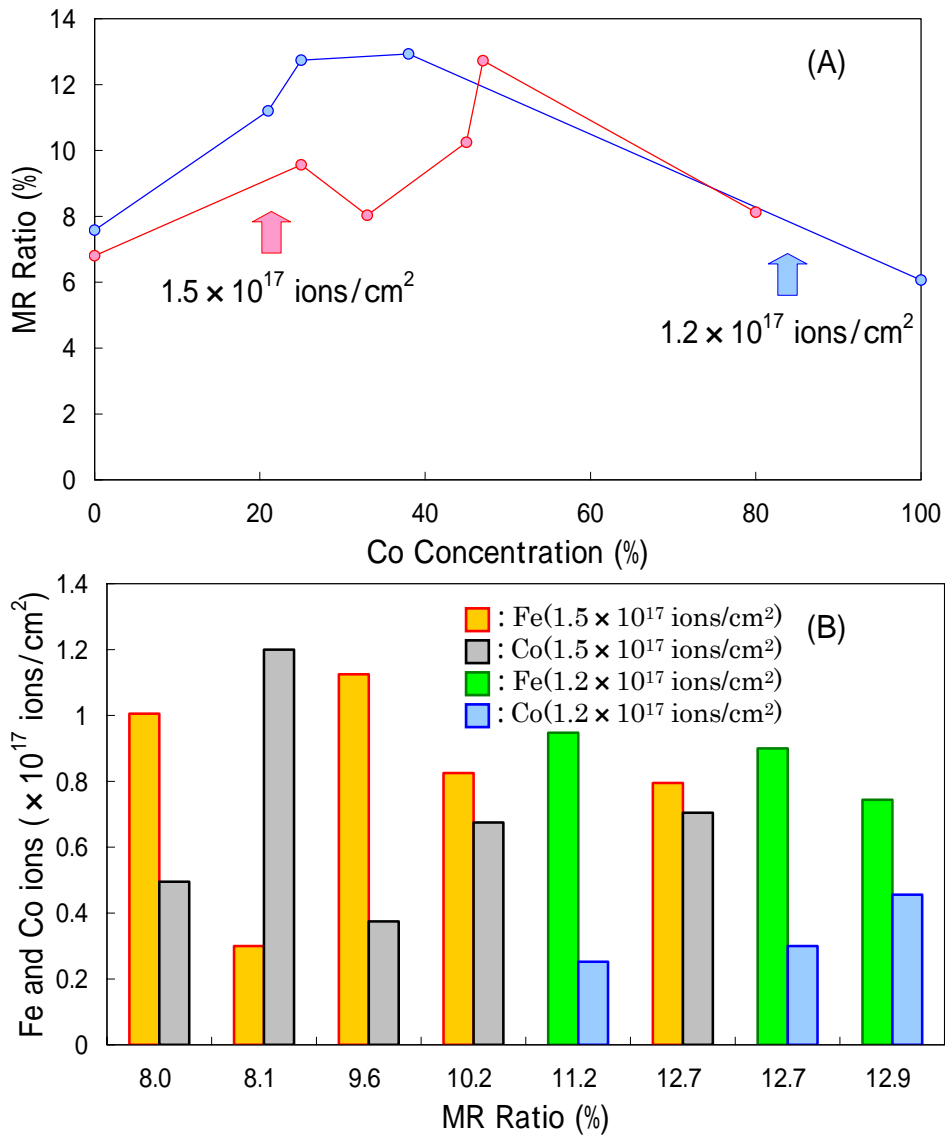 14
12
10
8
6
4
2
0
MR Ratio (%)
(A)
1.5 × 10¹⁷ ions/cm²
1.2 × 10¹⁷ ions/cm²
0 20 40 60 80 100
Co Concentration (%)
1.4
1.2
1
0.8
0.6
0.4
0.2
0
Fe and Co ions ( × 10¹⁷ ions/cm²)
: Fe(1.5 × 10¹⁷ ions/cm²)
: Co(1.5 × 10¹⁷ ions/cm²)
: Fe(1.2 × 10¹⁷ ions/cm²)
: Co(1.2 × 10¹⁷ ions/cm²)
(B)
8.0 8.1 9.6 10.2 11.2 12.7 12.7 12.9
MR Ratio (%)